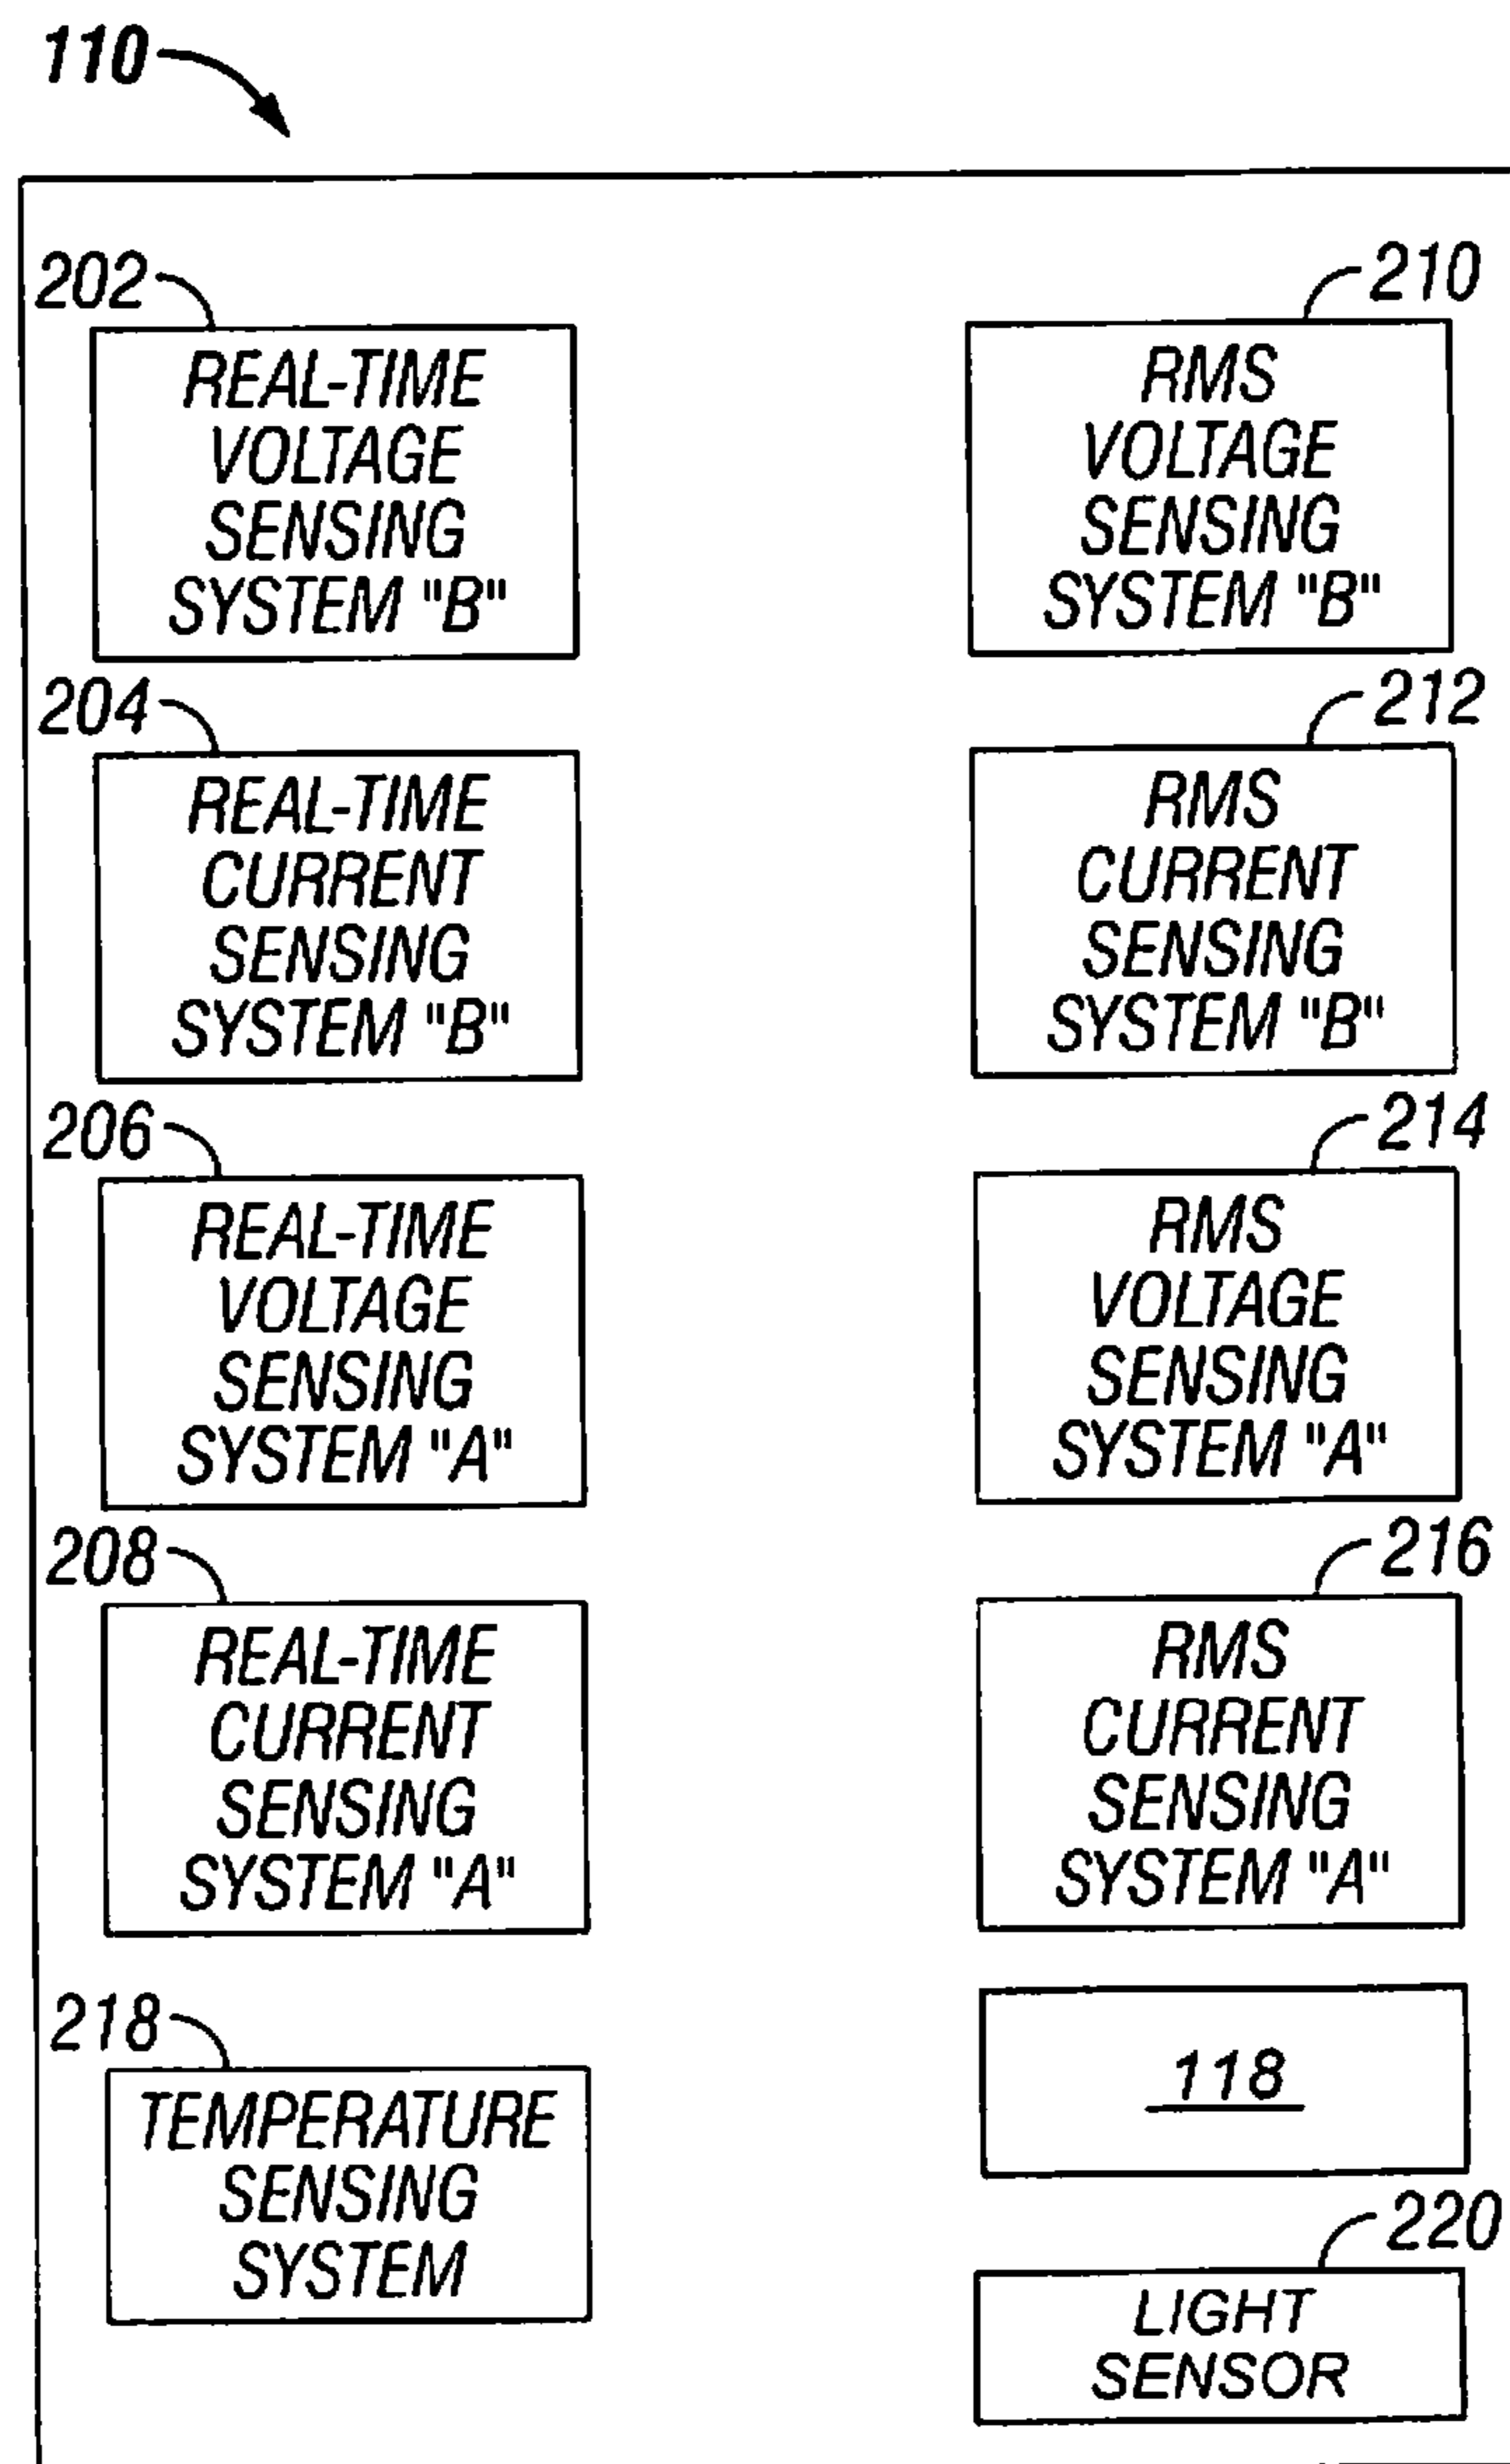 110
202
REAL-TIME
VOLTAGE
SENSING
SYSTEM "B"
210
RMS
VOLTAGE
SENSING
SYSTEM "B"
204
REAL-TIME
CURRENT
SENSING
SYSTEM "B"
212
RMS
CURRENT
SENSING
SYSTEM "B"
206
REAL-TIME
VOLTAGE
SENSING
SYSTEM "A"
214
RMS
VOLTAGE
SENSING
SYSTEM "A"
208
REAL-TIME
CURRENT
SENSING
SYSTEM "A"
216
RMS
CURRENT
SENSING
SYSTEM "A"
218
TEMPERATURE
SENSING
SYSTEM
118
220
LIGHT
SENSOR